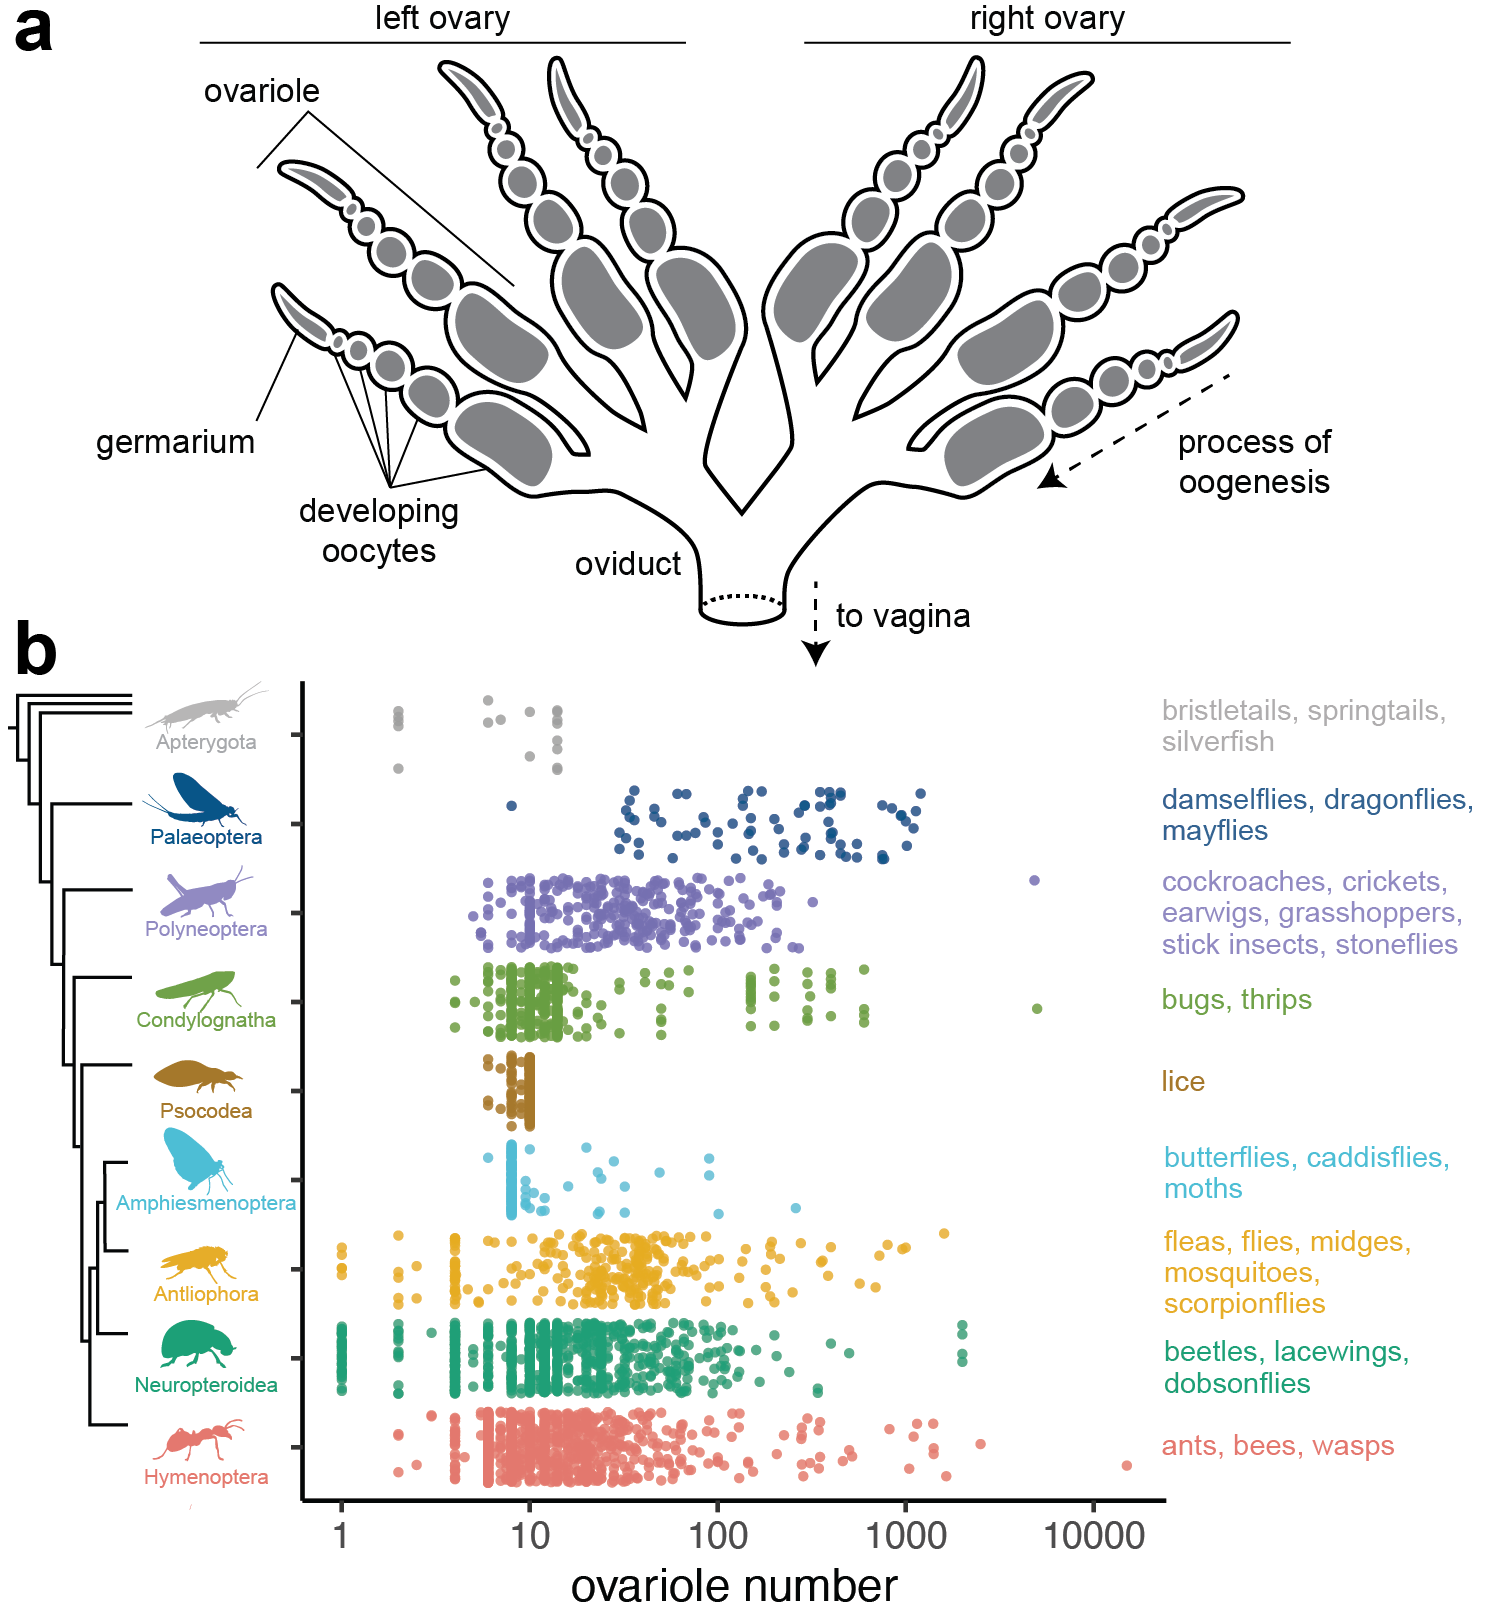 a
left ovary
right ovary
ovariole
germarium
developing
oocytes
oviduct
process of
oogenesis
to vagina
b
Apterygota
bristletails, springtails,
silverfish
Palaeoptera
damselflies, dragonflies,
mayflies
Polyneoptera
cockroaches, crickets,
earwigs, grasshoppers,
stick insects, stoneflies
Condylognatha
bugs, thrips
Psocodea
lice
Amphiesmenoptera
butterflies, caddisflies,
moths
Antliophora
fleas, flies, midges,
mosquitoes,
scorpionflies
Neuropteroidea
beetles, lacewings,
dobsonflies
Hymenoptera
ants, bees, wasps
1
10
100
1000
10000
ovariole number